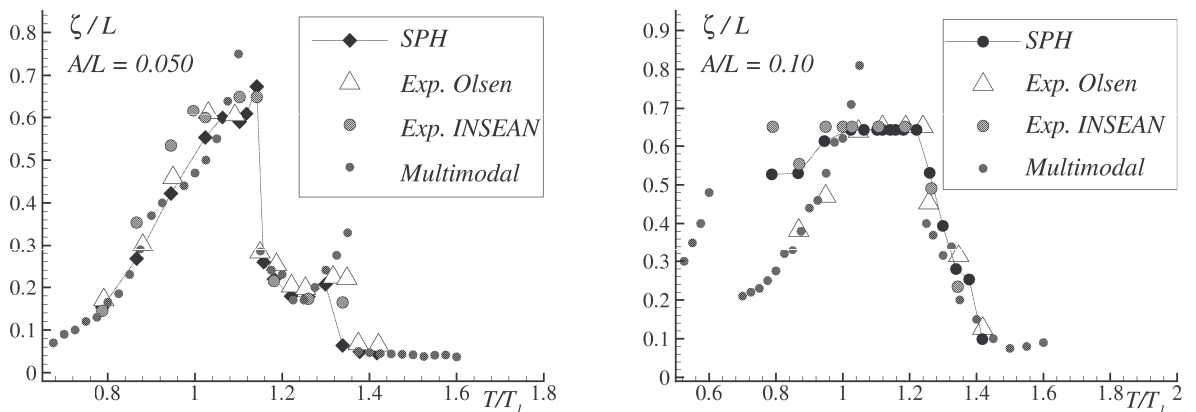 ζ / L
A/L = 0.050
SPH
Exp. Olsen
Exp. INSEAN
Multimodal
0.8
0.7
0.6
0.5
0.4
0.3
0.2
0.1
0
0.8 1 1.2 1.4 1.6 1.8
T/T1
ζ / L
A/L = 0.10
SPH
Exp. Olsen
Exp. INSEAN
Multimodal
0.9
0.8
0.7
0.6
0.5
0.4
0.3
0.2
0.1
0
0.6 0.8 1 1.2 1.4 1.6 1.8 2
T/T1